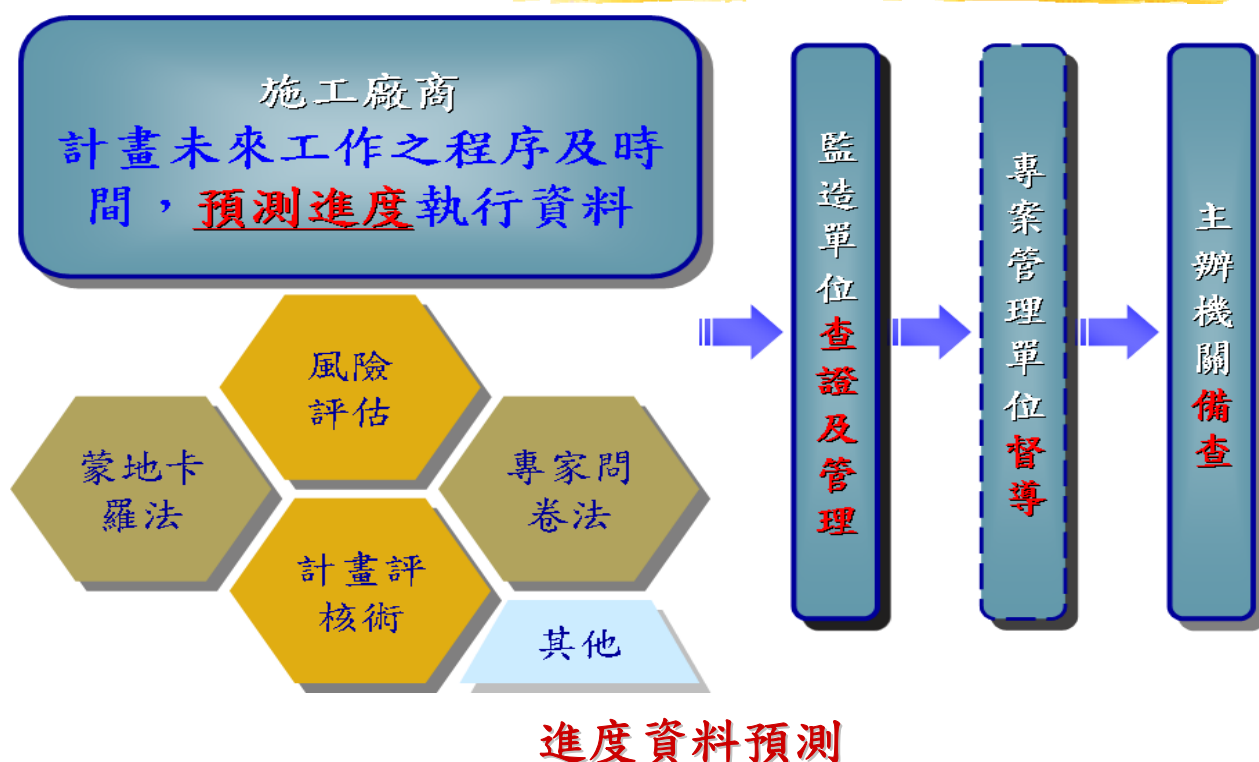 施工廠商
計畫未來工作之程序及時
間，預測進度執行資料
風險
評估
蒙地卡
羅法
專家問
卷法
計畫評
核術
其他
監造單位查證及管理
專案管理單位督導
主辦機關備查
進度資料預測